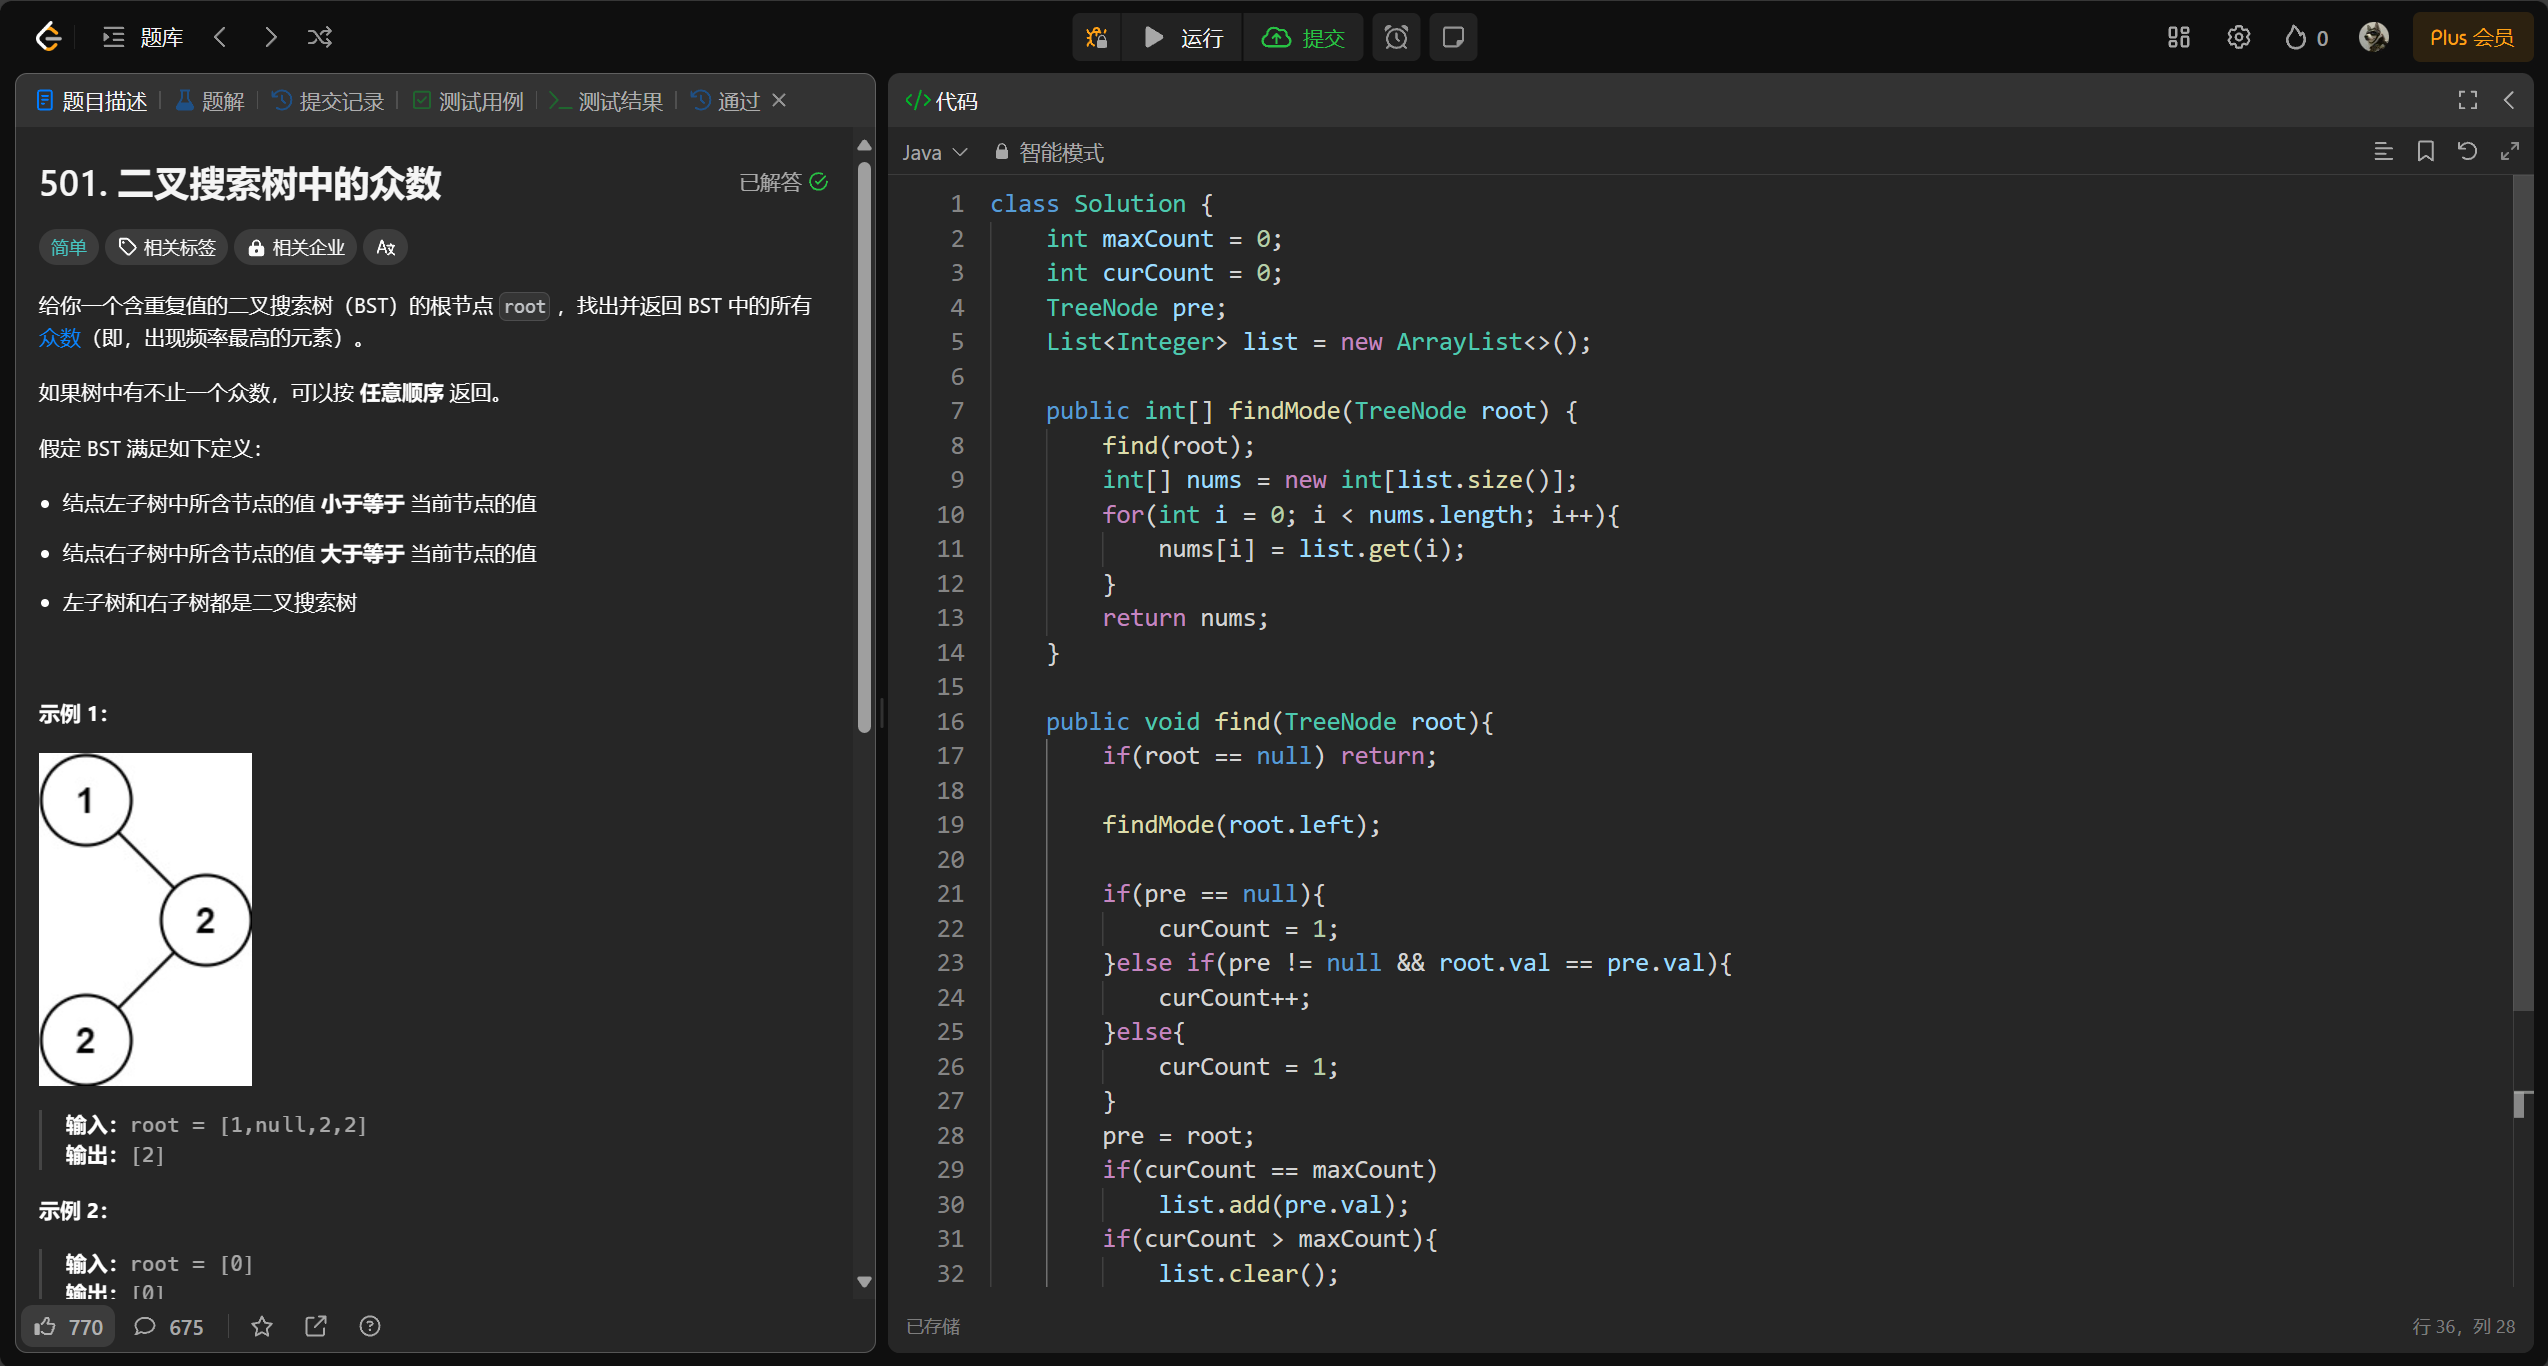 题库
运行
提交
0
Plus 会员
题目描述
题解
提交记录
测试用例
测试结果
通过
501. 二叉搜索树中的众数
已解答
简单
相关标签
相关企业
给你一个含重复值的二叉搜索树（BST）的根节点 root ，找出并返回 BST 中的所有
众数（即，出现频率最高的元素）。
如果树中有不止一个众数，可以按 任意顺序 返回。
假定 BST 满足如下定义：
结点左子树中所含节点的值 小于等于 当前节点的值
结点右子树中所含节点的值 大于等于 当前节点的值
左子树和右子树都是二叉搜索树
示例 1：
1
2
2
输入：root = [1,null,2,2]
输出：[2]
示例 2：
输入：root = [0]
输出：[0]
770
675
</> 代码
Java
智能模式
1 class Solution {
2     int maxCount = 0;
3     int curCount = 0;
4     TreeNode pre;
5     List<Integer> list = new ArrayList<>();
6
7     public int[] findMode(TreeNode root) {
8         find(root);
9         int[] nums = new int[list.size()];
10         for(int i = 0; i < nums.length; i++){
11             nums[i] = list.get(i);
12         }
13         return nums;
14     }
15
16     public void find(TreeNode root){
17         if(root == null) return;
18
19         findMode(root.left);
20
21         if(pre == null){
22             curCount = 1;
23         }else if(pre != null && root.val == pre.val){
24             curCount++;
25         }else{
26             curCount = 1;
27         }
28         pre = root;
29         if(curCount == maxCount)
30             list.add(pre.val);
31         if(curCount > maxCount){
32             list.clear();
已存储
行 36，列 28